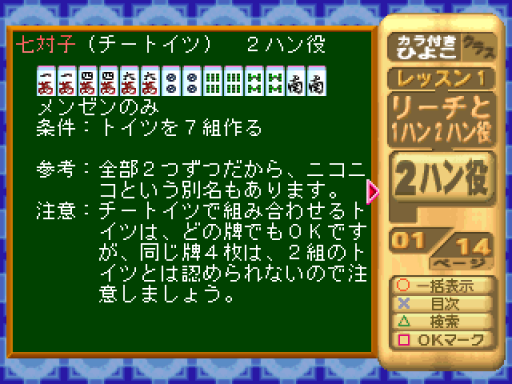 七対子（チートイツ）　２ハン役
メンゼンのみ
条件：トイツを７組作る
参考：全部２つずつだから、ニコニ
コという別名もあります。
注意：チートイツで組み合わせるト
イツは、どの牌でもＯＫです
が、同じ牌４枚は、２組のト
イツとは認められないので注
意しましょう。
カラ付き
ひよこ
クラス
レッスン1
リーチと
1ハン2ハン役
2ハン役
01/14
ページ
一括表示
目次
検索
OKマーク